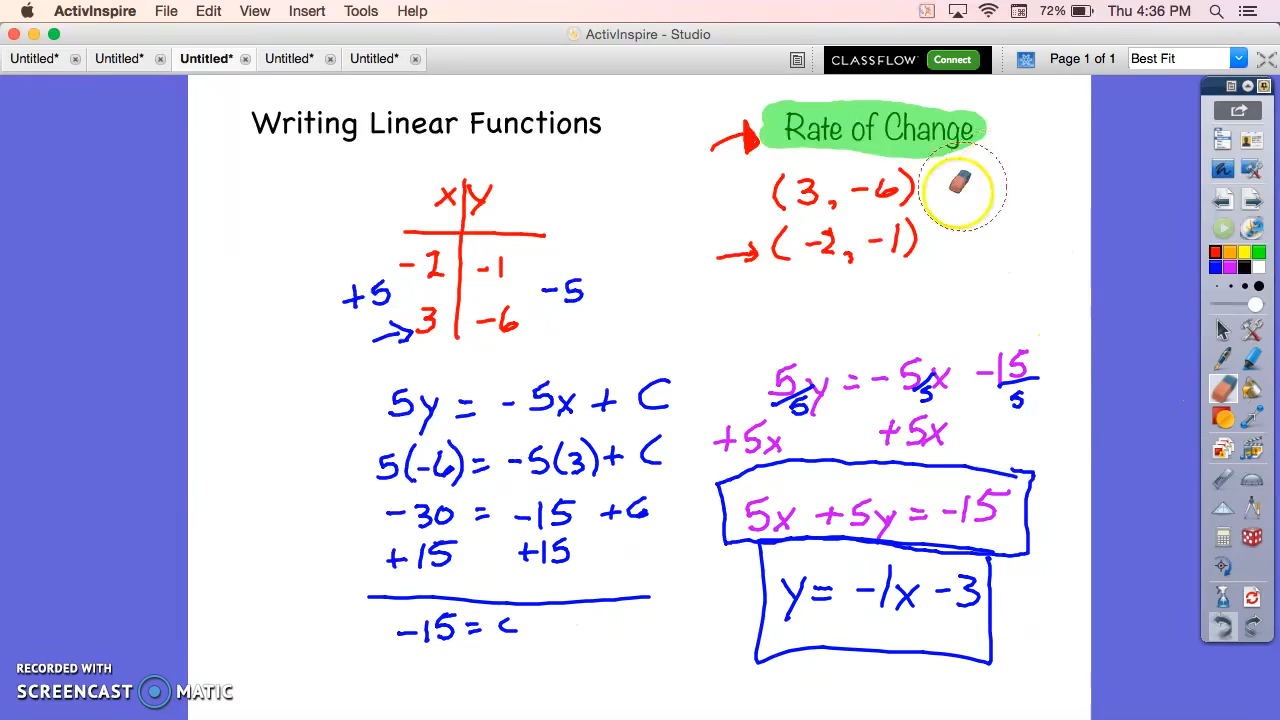 ActivInspire File Edit View Insert Tools Help 72% Thu 4:36 PM
ActivInspire - Studio
Untitled* Untitled* Untitled* Untitled* Untitled* CLASSFLOW Connect Page 1 of 1 Best Fit
Writing Linear Functions
x y
-2 -1
+5 -5
3 -6
5y = -5x + C
5(-6) = -5(3) + C
-30 = -15 + C
+15 +15
-15 = C
Rate of Change
(3, -6)
(-2, -1)
5y = -5x -15
5 5 5
+5x +5x
5x + 5y = -15
y = -1x - 3
RECORDED WITH
SCREENCAST MATIC